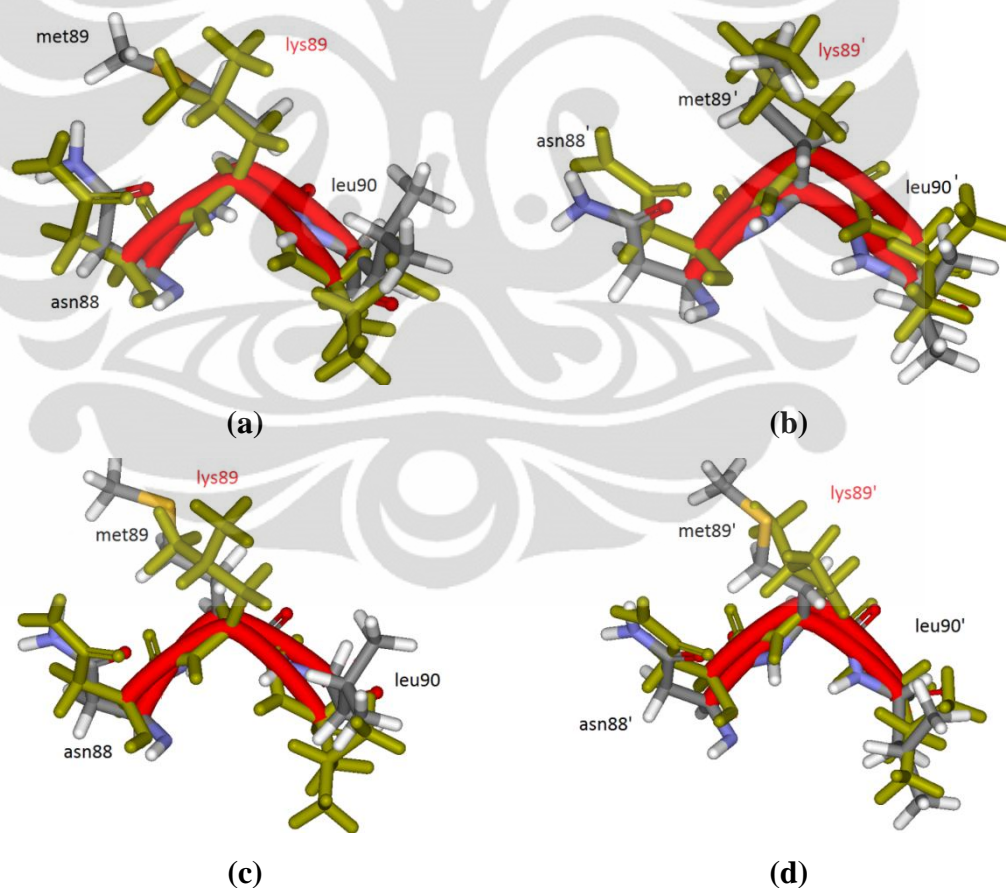 met89
lys89
asn88
leu90
(a)
lys89'
met89'
asn88'
leu90'
(b)
lys89
met89
leu90
asn88
(c)
lys89'
met89'
leu90'
asn88'
(d)